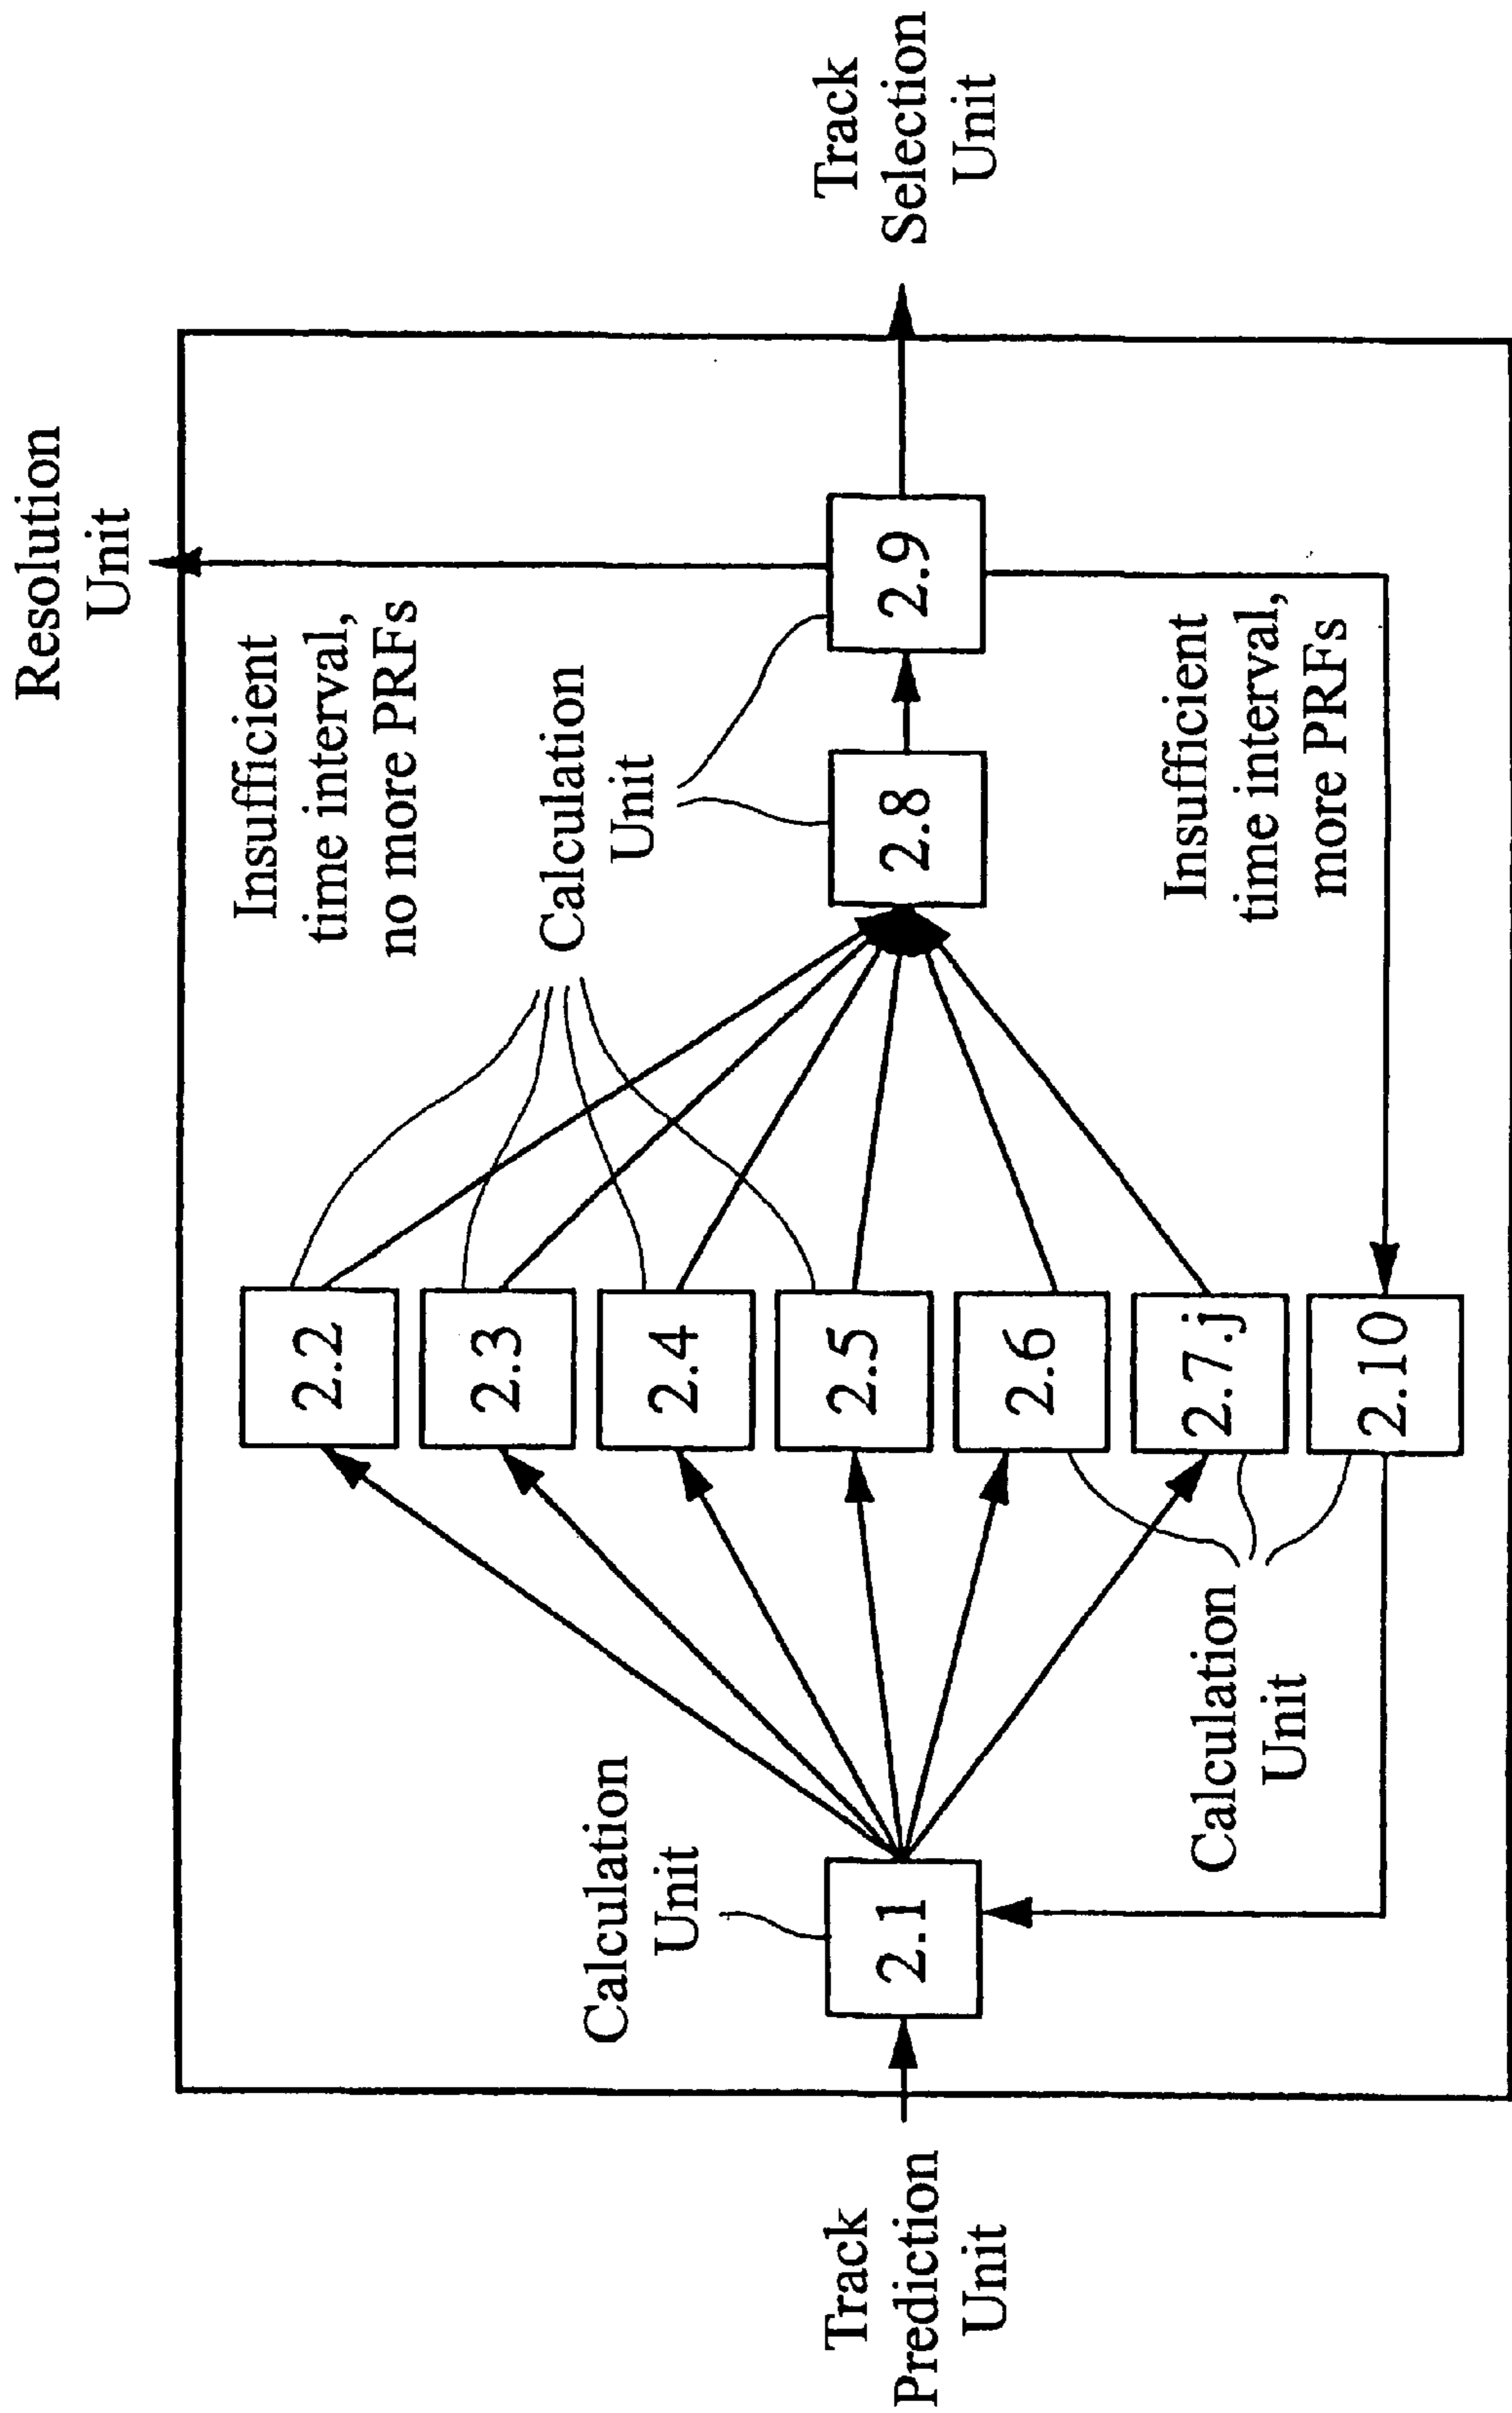 Resolution
Unit
Insufficient
time interval,
no more PRFs
Calculation
Unit
Calculation
Unit
Track
Prediction
Unit
2.1
2.2
2.3
2.4
2.5
2.6
2.7.j
2.10
2.8
2.9
Track
Selection
Unit
Calculation
Unit
Insufficient
time interval,
more PRFs